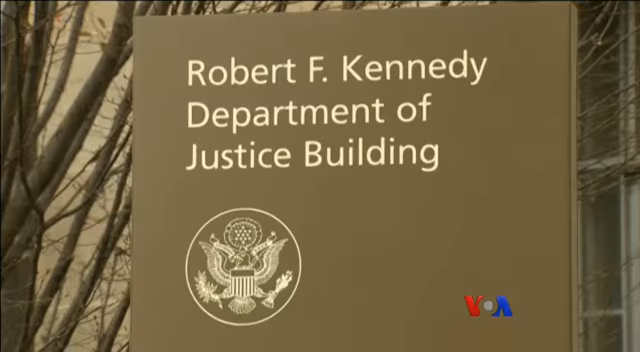 Robert F. Kennedy
Department of
Justice Building
VOA